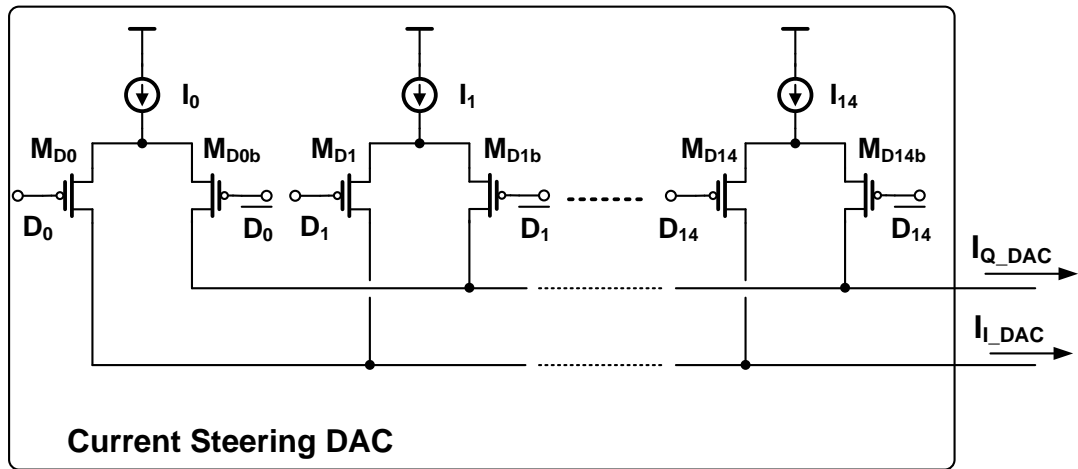 I0 I1 I14
MD0 MD0b MD1 MD1b MD14 MD14b
D0 D0 D1 D1 D14 D14
IQ_DAC
II_DAC
Current Steering DAC